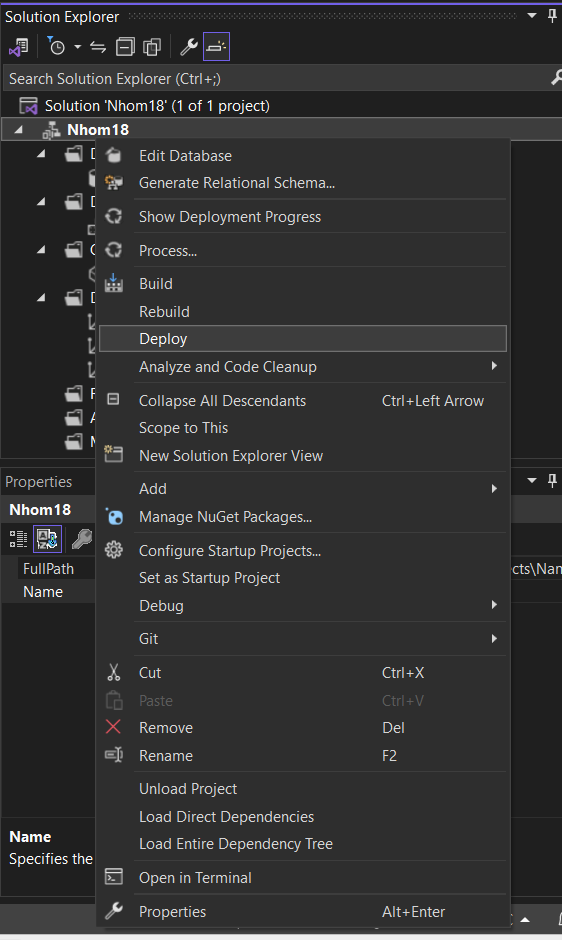 Solution Explorer
Search Solution Explorer (Ctrl+;)
Solution 'Nhom18' (1 of 1 project)
Nhom18
Edit Database
Generate Relational Schema...
Show Deployment Progress
Process...
Build
Rebuild
Deploy
Analyze and Code Cleanup
Collapse All Descendants Ctrl+Left Arrow
Scope to This
New Solution Explorer View
Properties
Add
Nhom18
Manage NuGet Packages...
Configure Startup Projects...
FullPath
Set as Startup Project
Name
Debug
Git
Cut Ctrl+X
Paste Ctrl+V
Remove Del
Rename F2
Unload Project
Load Direct Dependencies
Name
Load Entire Dependency Tree
Specifies the
Open in Terminal
Properties Alt+Enter